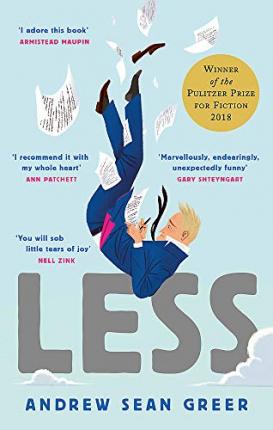 'I adore this book'
ARMISTEAD MAUPIN
WINNER
OF THE
PULITZER PRIZE
FOR FICTION
2018
'I recommend it with
my whole heart'
ANN PATCHETT
'Marvellously, endearingly,
unexpectedly funny'
GARY SHTEYNGART
'You will sob
little tears of joy'
NELL ZINK
LESS
ANDREW SEAN GREER